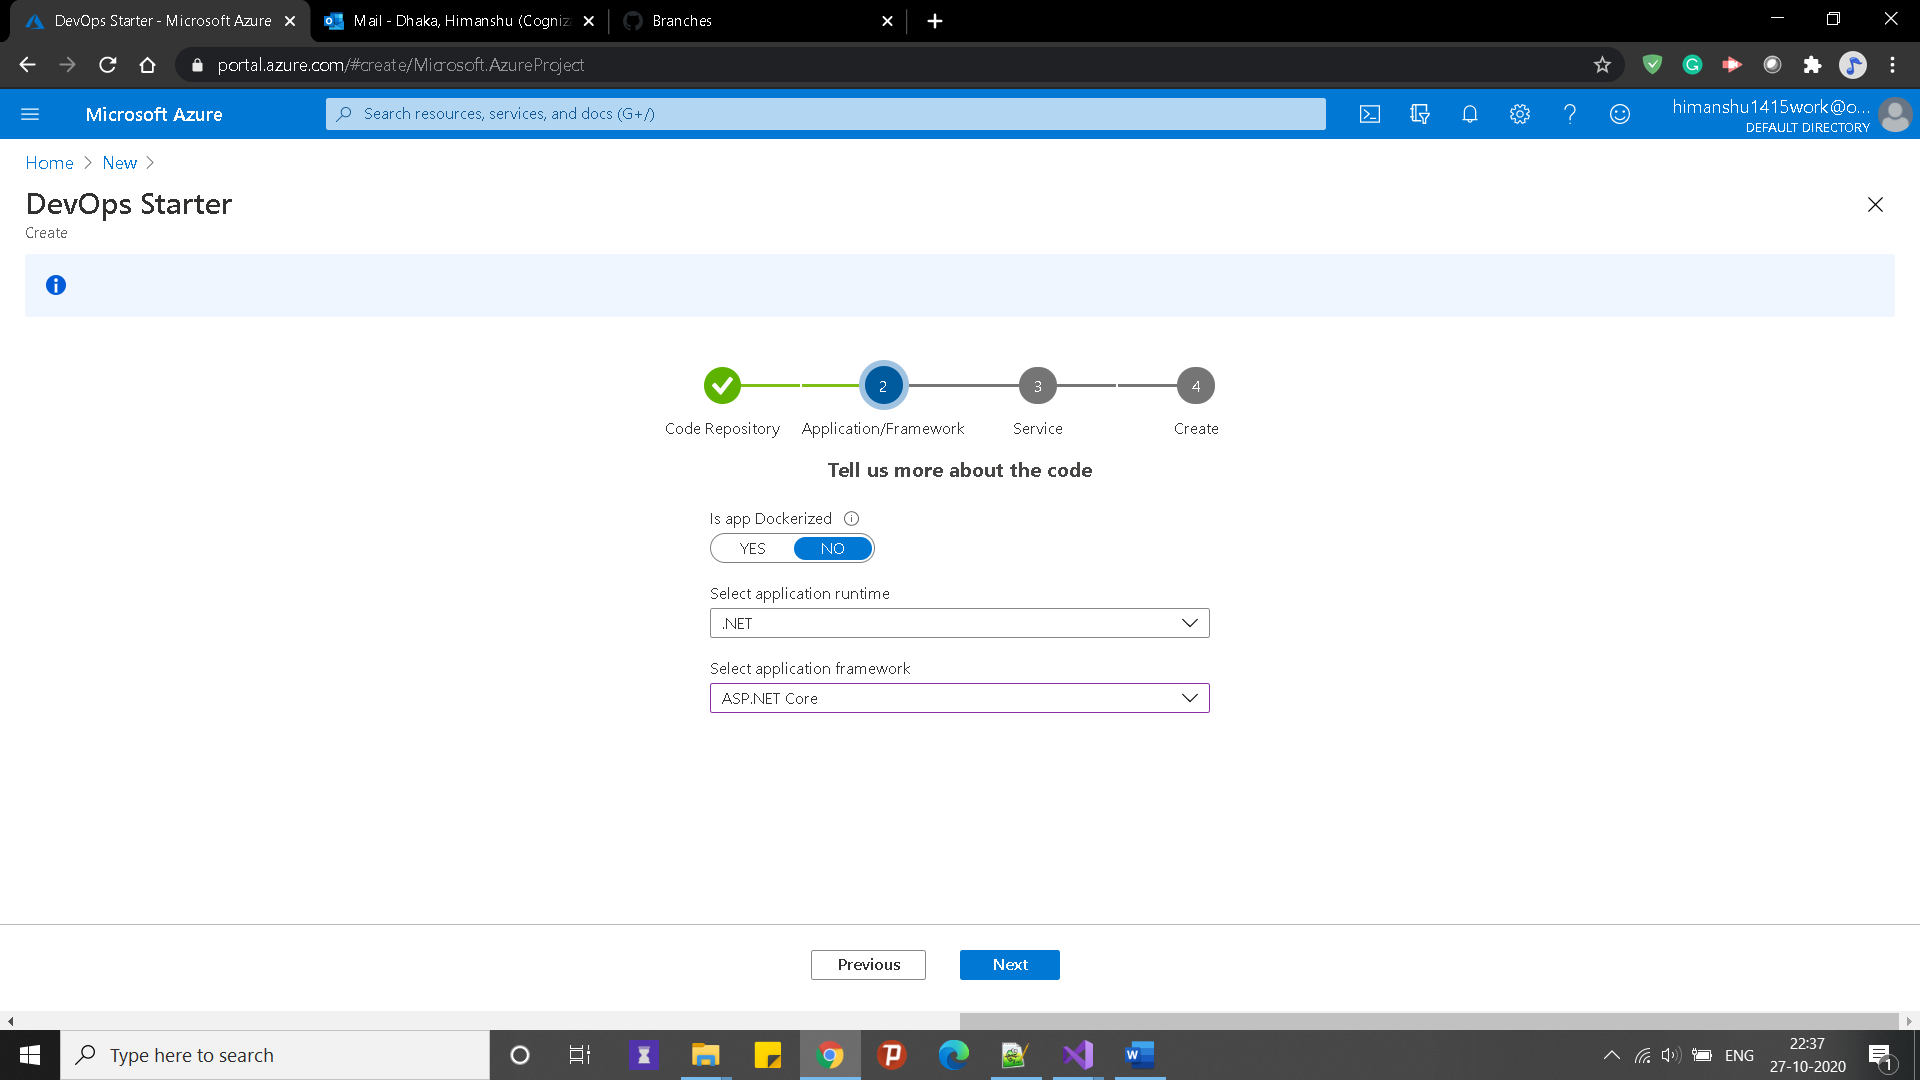 DevOps Starter - Microsoft Azure
Mail - Dhaka, Himanshu (Cogniz
Branches
portal.azure.com/#create/Microsoft.AzureProject
Microsoft Azure
Search resources, services, and docs (G+/)
himanshu1415work@o...
DEFAULT DIRECTORY
Home > New >
DevOps Starter
Create
2
3
4
Code Repository
Application/Framework
Service
Create
Tell us more about the code
Is app Dockerized
YES
NO
Select application runtime
.NET
Select application framework
ASP.NET Core
Previous
Next
Type here to search
ENG
22:37
27-10-2020
1